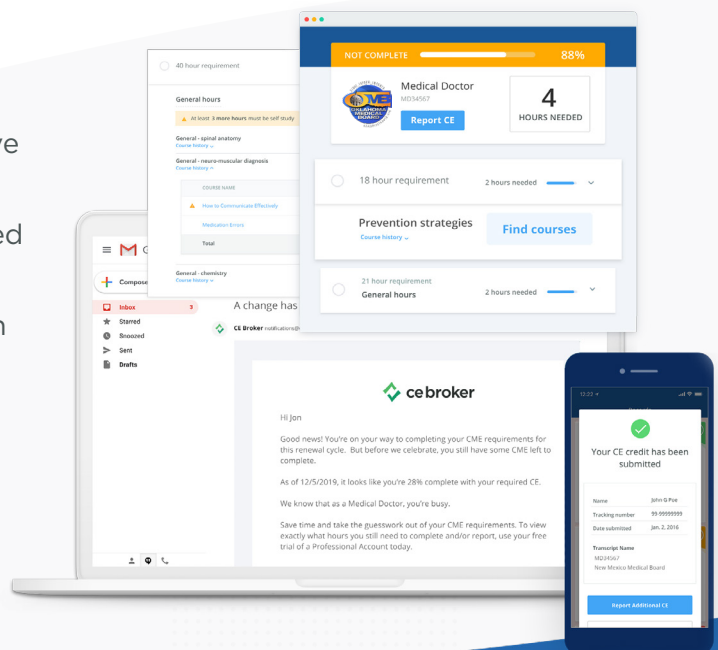 ve
ed
n
40 hour requirement
General hours
At least 3 more hours must be self study
General - spinal anatomy
Course history
General - neuro-muscular diagnosis
Course history
COURSE NAME
How to Communicate Effectively
Medication Errors
Total
General - chemistry
Course history
NOT COMPLETE 88%
OMB
OKLAHOMA
MEDICAL
BOARD
Medical Doctor
MD34567
Report CE
4
HOURS NEEDED
18 hour requirement 2 hours needed
Prevention strategies
Course history
Find courses
21 hour requirement
General hours 2 hours needed
G
Compose
Inbox 3
Starred
Snoozed
Sent
Drafts
A change has
CE Broker notifications@
ce broker
Hi Jon
Good news! You're on your way to completing your CME requirements for
this renewal cycle. But before we celebrate, you still have some CME left to
complete.
As of 12/5/2019, it looks like you're 28% complete with your required CE.
We know that as a Medical Doctor, you're busy.
Save time and take the guesswork out of your CME requirements. To view
exactly what hours you still need to complete and/or report, use your free
trial of a Professional Account today.
12:22
Your CE credit has been
submitted
Name John G Poe
Tracking number 99-99999999
Date submitted Jan. 2, 2016
Transcript Name
MD34567
New Mexico Medical Board
Report Additional CE